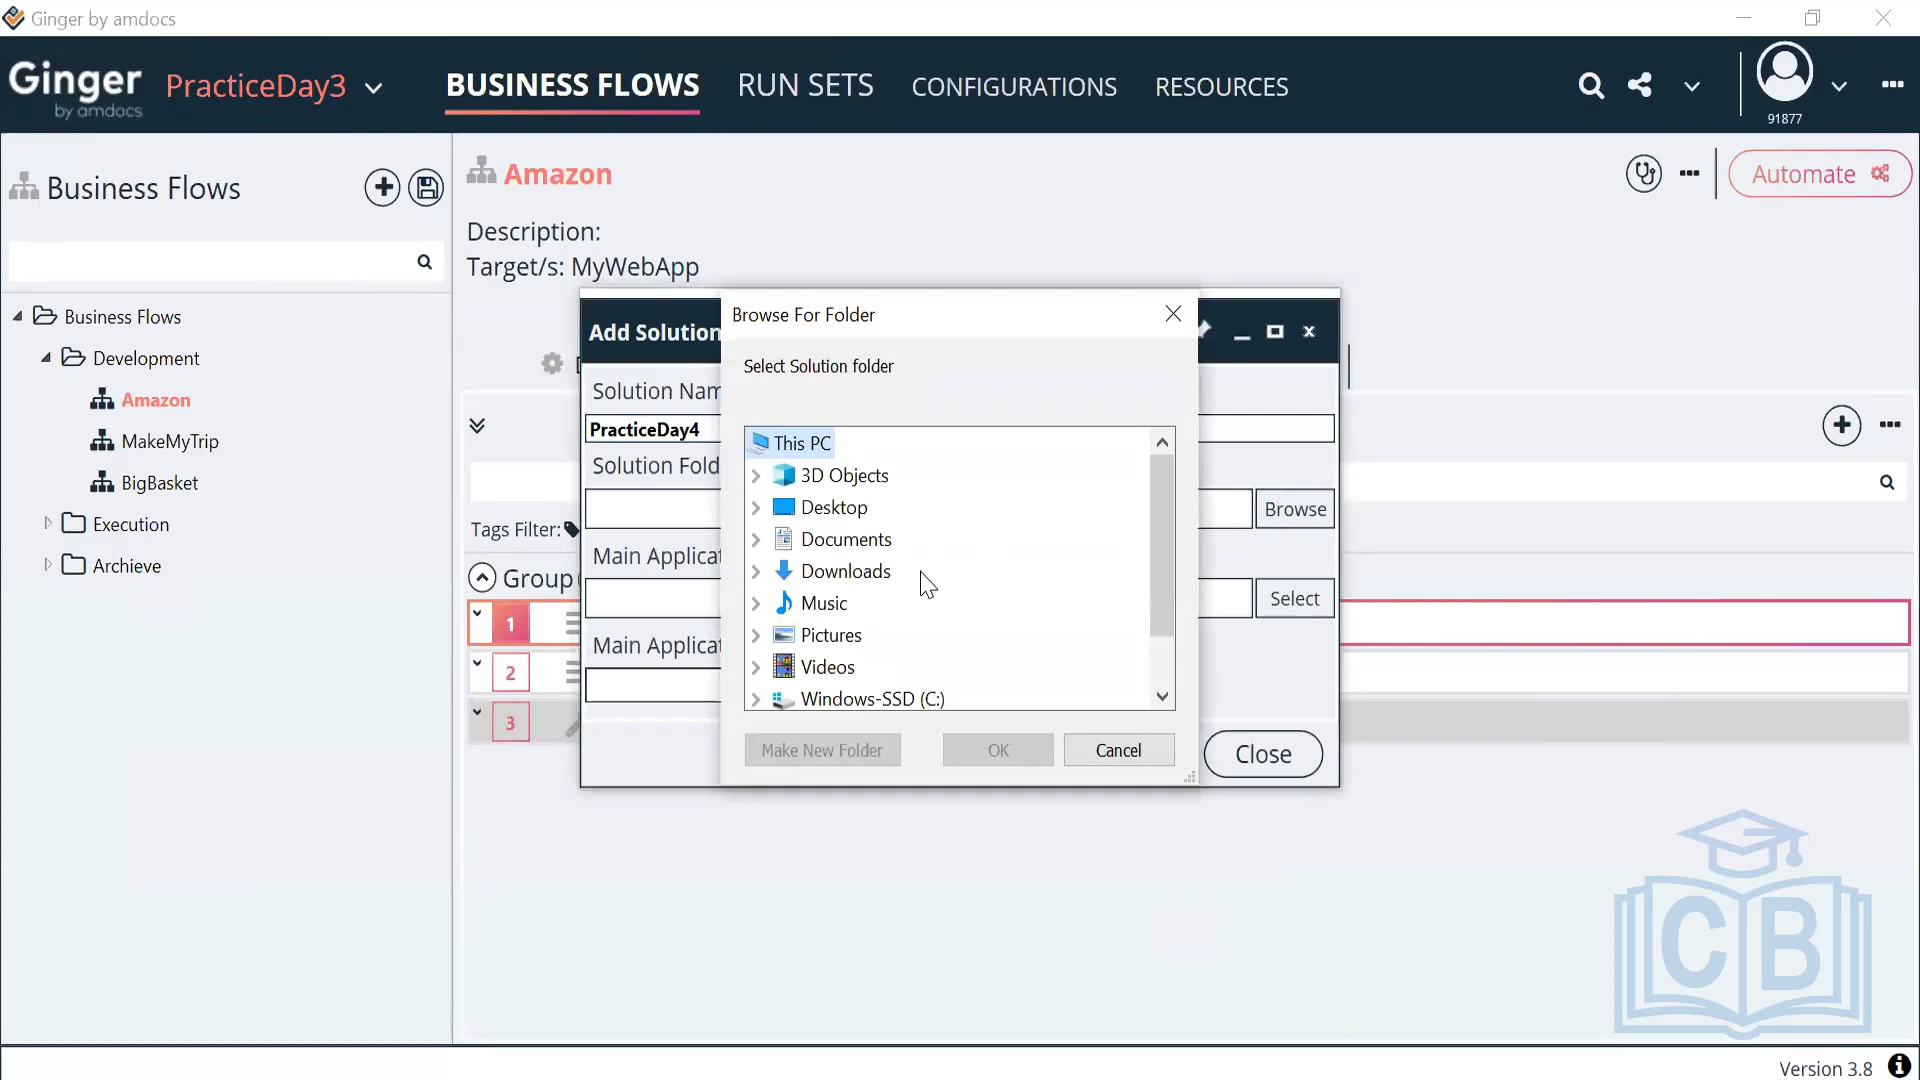 Ginger by amdocs
Ginger
by amdocs
PracticeDay3
BUSINESS FLOWS
RUN SETS
CONFIGURATIONS
RESOURCES
91877
Business Flows
Business Flows
Development
Amazon
MakeMyTrip
BigBasket
Execution
Archieve
Amazon
Automate
Description:
Target/s: MyWebApp
Add Solution
Solution Nam
PracticeDay4
Solution Fold
Browse
Main Applicat
Select
Main Applicat
Close
Browse For Folder
Select Solution folder
This PC
3D Objects
Desktop
Documents
Downloads
Music
Pictures
Videos
Windows-SSD (C:)
Make New Folder
OK
Cancel
Tags Filter:
Group
1
2
3
CB
Version 3.8